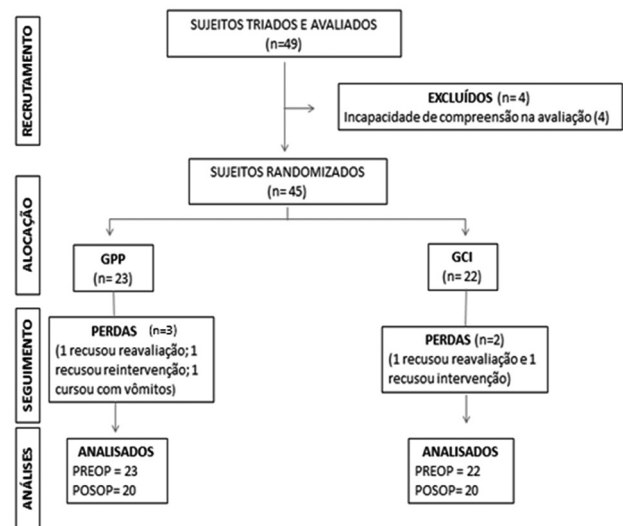 RECRUTAMENTO
SUJEITOS TRIADOS E AVALIADOS
(n=49)
EXCLUÍDOS (n= 4)
Incapacidade de compreensão na avaliação (4)
SUJEITOS RANDOMIZADOS
(n= 45)
ALOCAÇÃO
GPP
(n= 23)
GCI
(n= 22)
SEGUIMENTO
PERDAS (n=3)
(1 recusou reavaliação; 1
recusou reintervenção; 1
cursou com vômitos)
PERDAS (n=2)
(1 recusou reavaliação e 1
recusou intervenção)
ANÁLISES
ANALISADOS
PREOP = 23
POSOP= 20
ANALISADOS
PREOP = 22
POSOP= 20